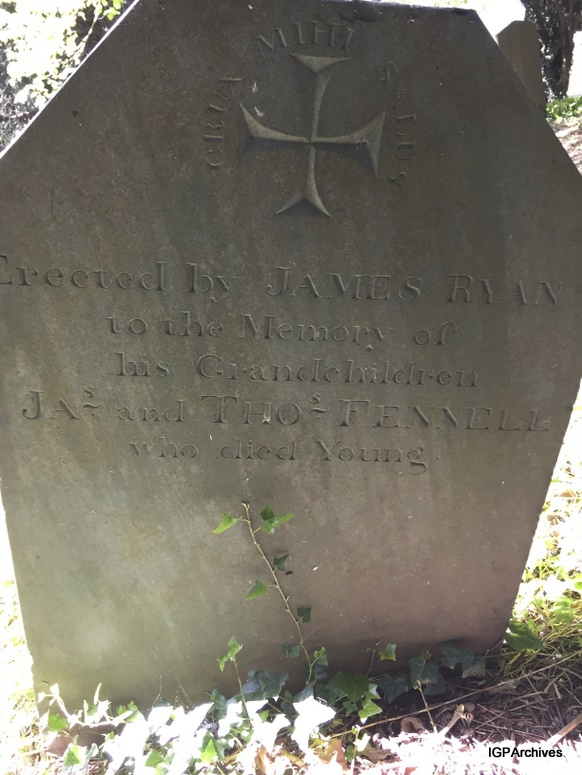 CRUX MIHI SALUS
Erected by JAMES RYAN
to the Memory of
his Grandchildren
JAs. and THOs. FENNELL
who died Young.
IGPArchives